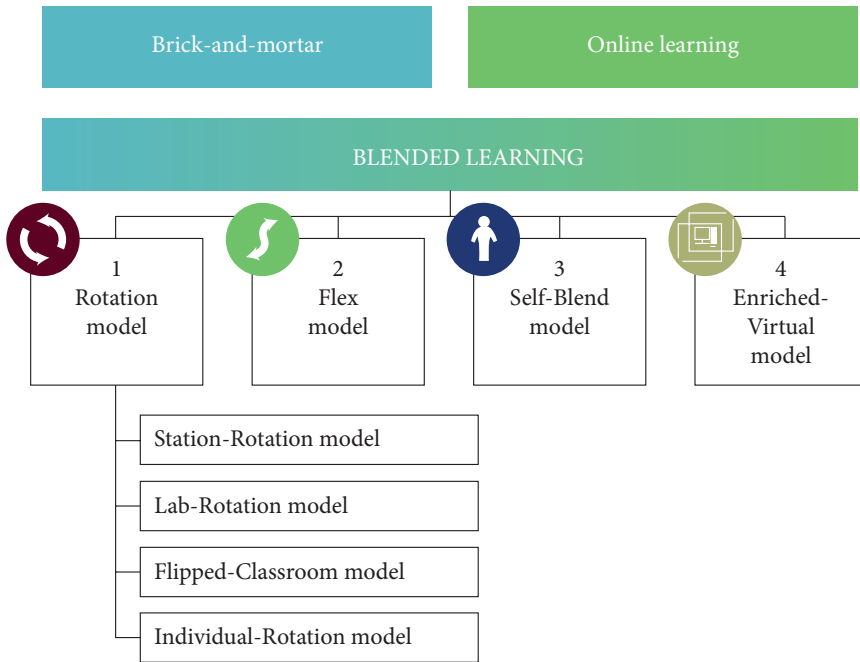 Brick-and-mortar
Online learning
BLENDED LEARNING
1
Rotation
model
2
Flex
model
3
Self-Blend
model
4
Enriched-
Virtual
model
Station-Rotation model
Lab-Rotation model
Flipped-Classroom model
Individual-Rotation model